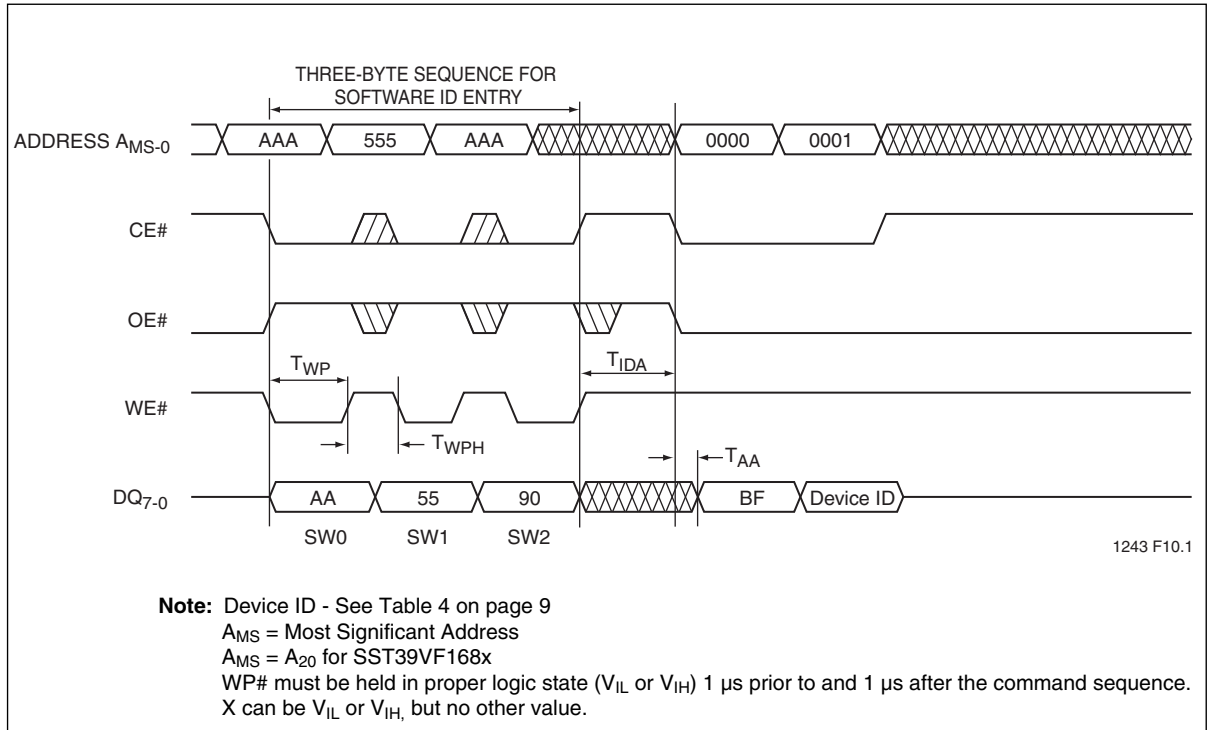 THREE-BYTE SEQUENCE FOR
SOFTWARE ID ENTRY
ADDRESS AMS-0
AAA
555
AAA
0000
0001
CE#
OE#
TWP
TIDA
WE#
TWPH
TAA
DQ7-0
AA
55
90
BF
Device ID
SW0
SW1
SW2
1243 F10.1
Note: Device ID - See Table 4 on page 9
AMS = Most Significant Address
AMS = A20 for SST39VF168x
WP# must be held in proper logic state (VIL or VIH) 1 µs prior to and 1 µs after the command sequence.
X can be VIL or VIH, but no other value.